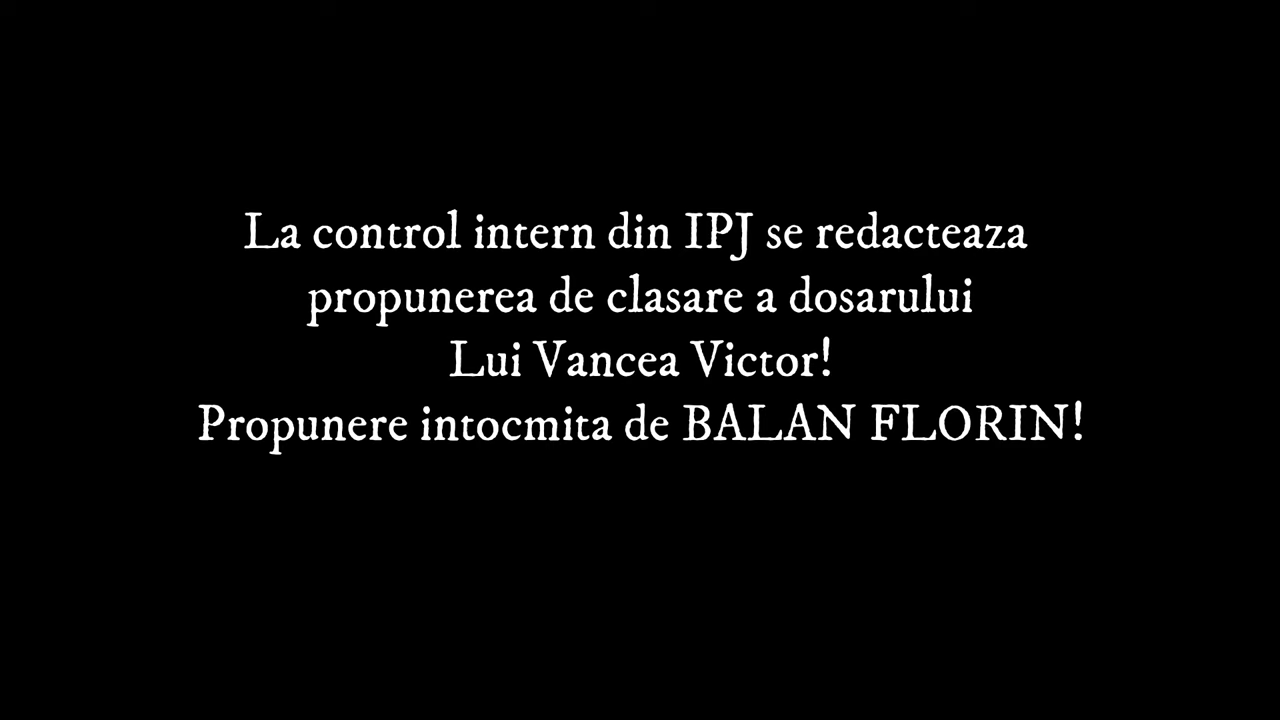 La control intern din IPJ se redacteaza
propunerea de clasare a dosarului
Lui Vancea Victor!
Propunere intocmita de BALAN FLORIN!